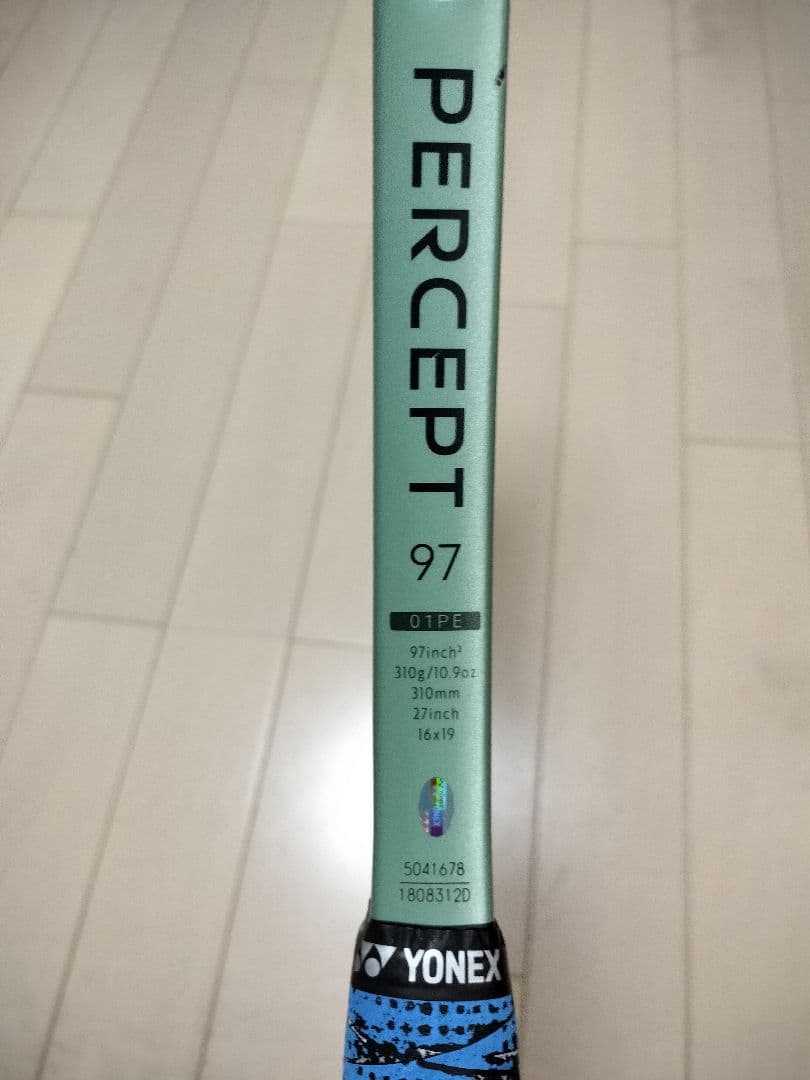 PERCEPT
97
01PE
97inch²
310g/10.9oz
310mm
27inch
16x19
5041678
1808312D
YONEX